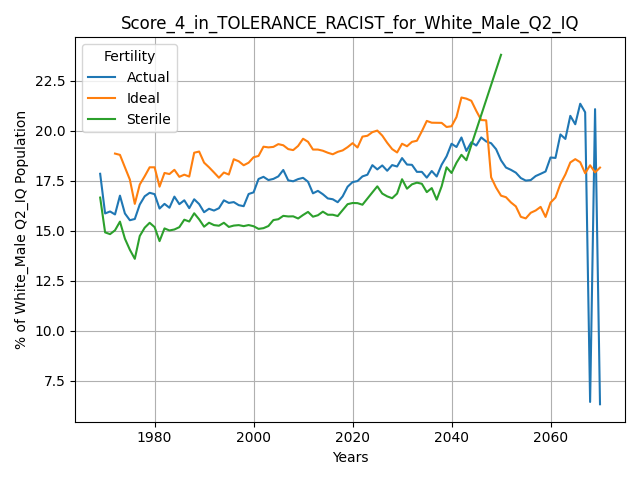 Score_4_in_TOLERANCE_RACIST_for_White_Male_Q2_IQ
Fertility
Actual
Ideal
Sterile
% of White_Male Q2_IQ Population
22.5
20.0
17.5
15.0
12.5
10.0
7.5
1980
2000
2020
2040
2060
Years